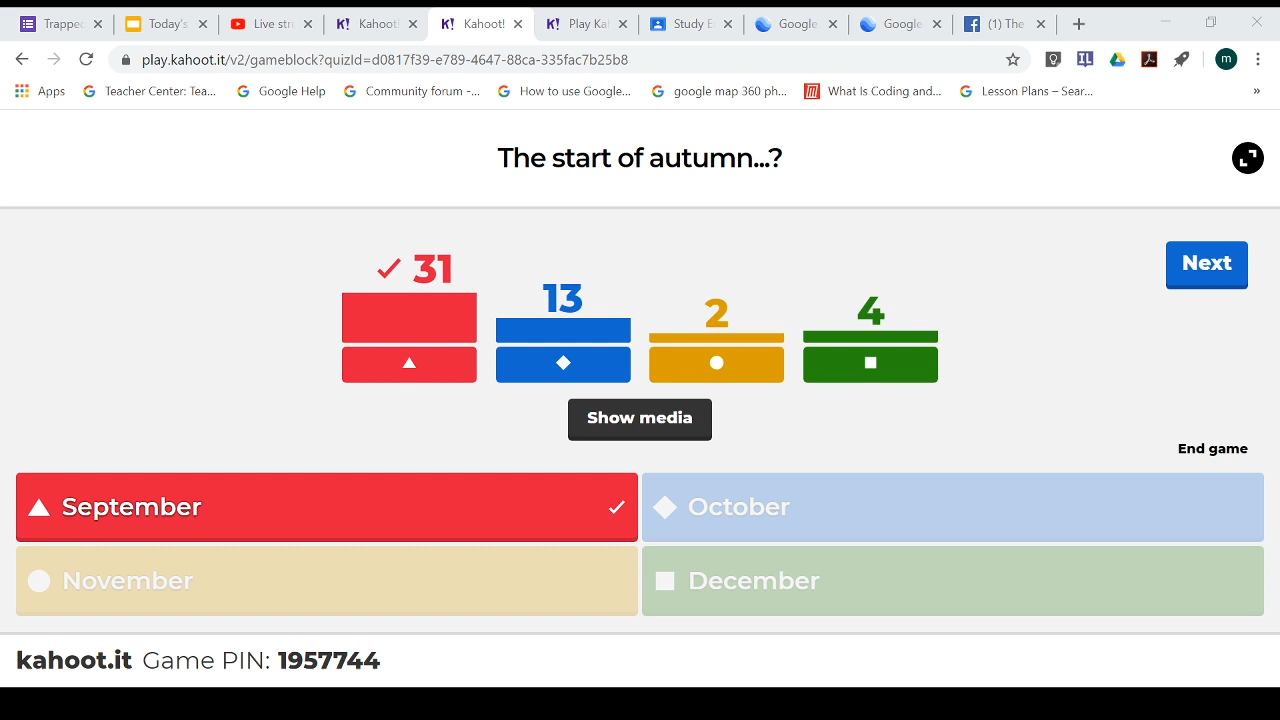 Trapped
Today's
Live str
Kahoot!
Kahoot!
Play Ka
Study E
Google
Google
(1) The
play.kahoot.it/v2/gameblock?quizId=d9817f39-e799-4647-88ca-335fac7b25b8
m
Apps
Teacher Center: Tea...
Google Help
Community forum -...
How to use Google...
google map 360 ph...
What Is Coding and...
Lesson Plans – Sear...
»
The start of autumn...?
31
13
2
4
Next
Show media
End game
September
October
November
December
kahoot.it Game PIN: 1957744